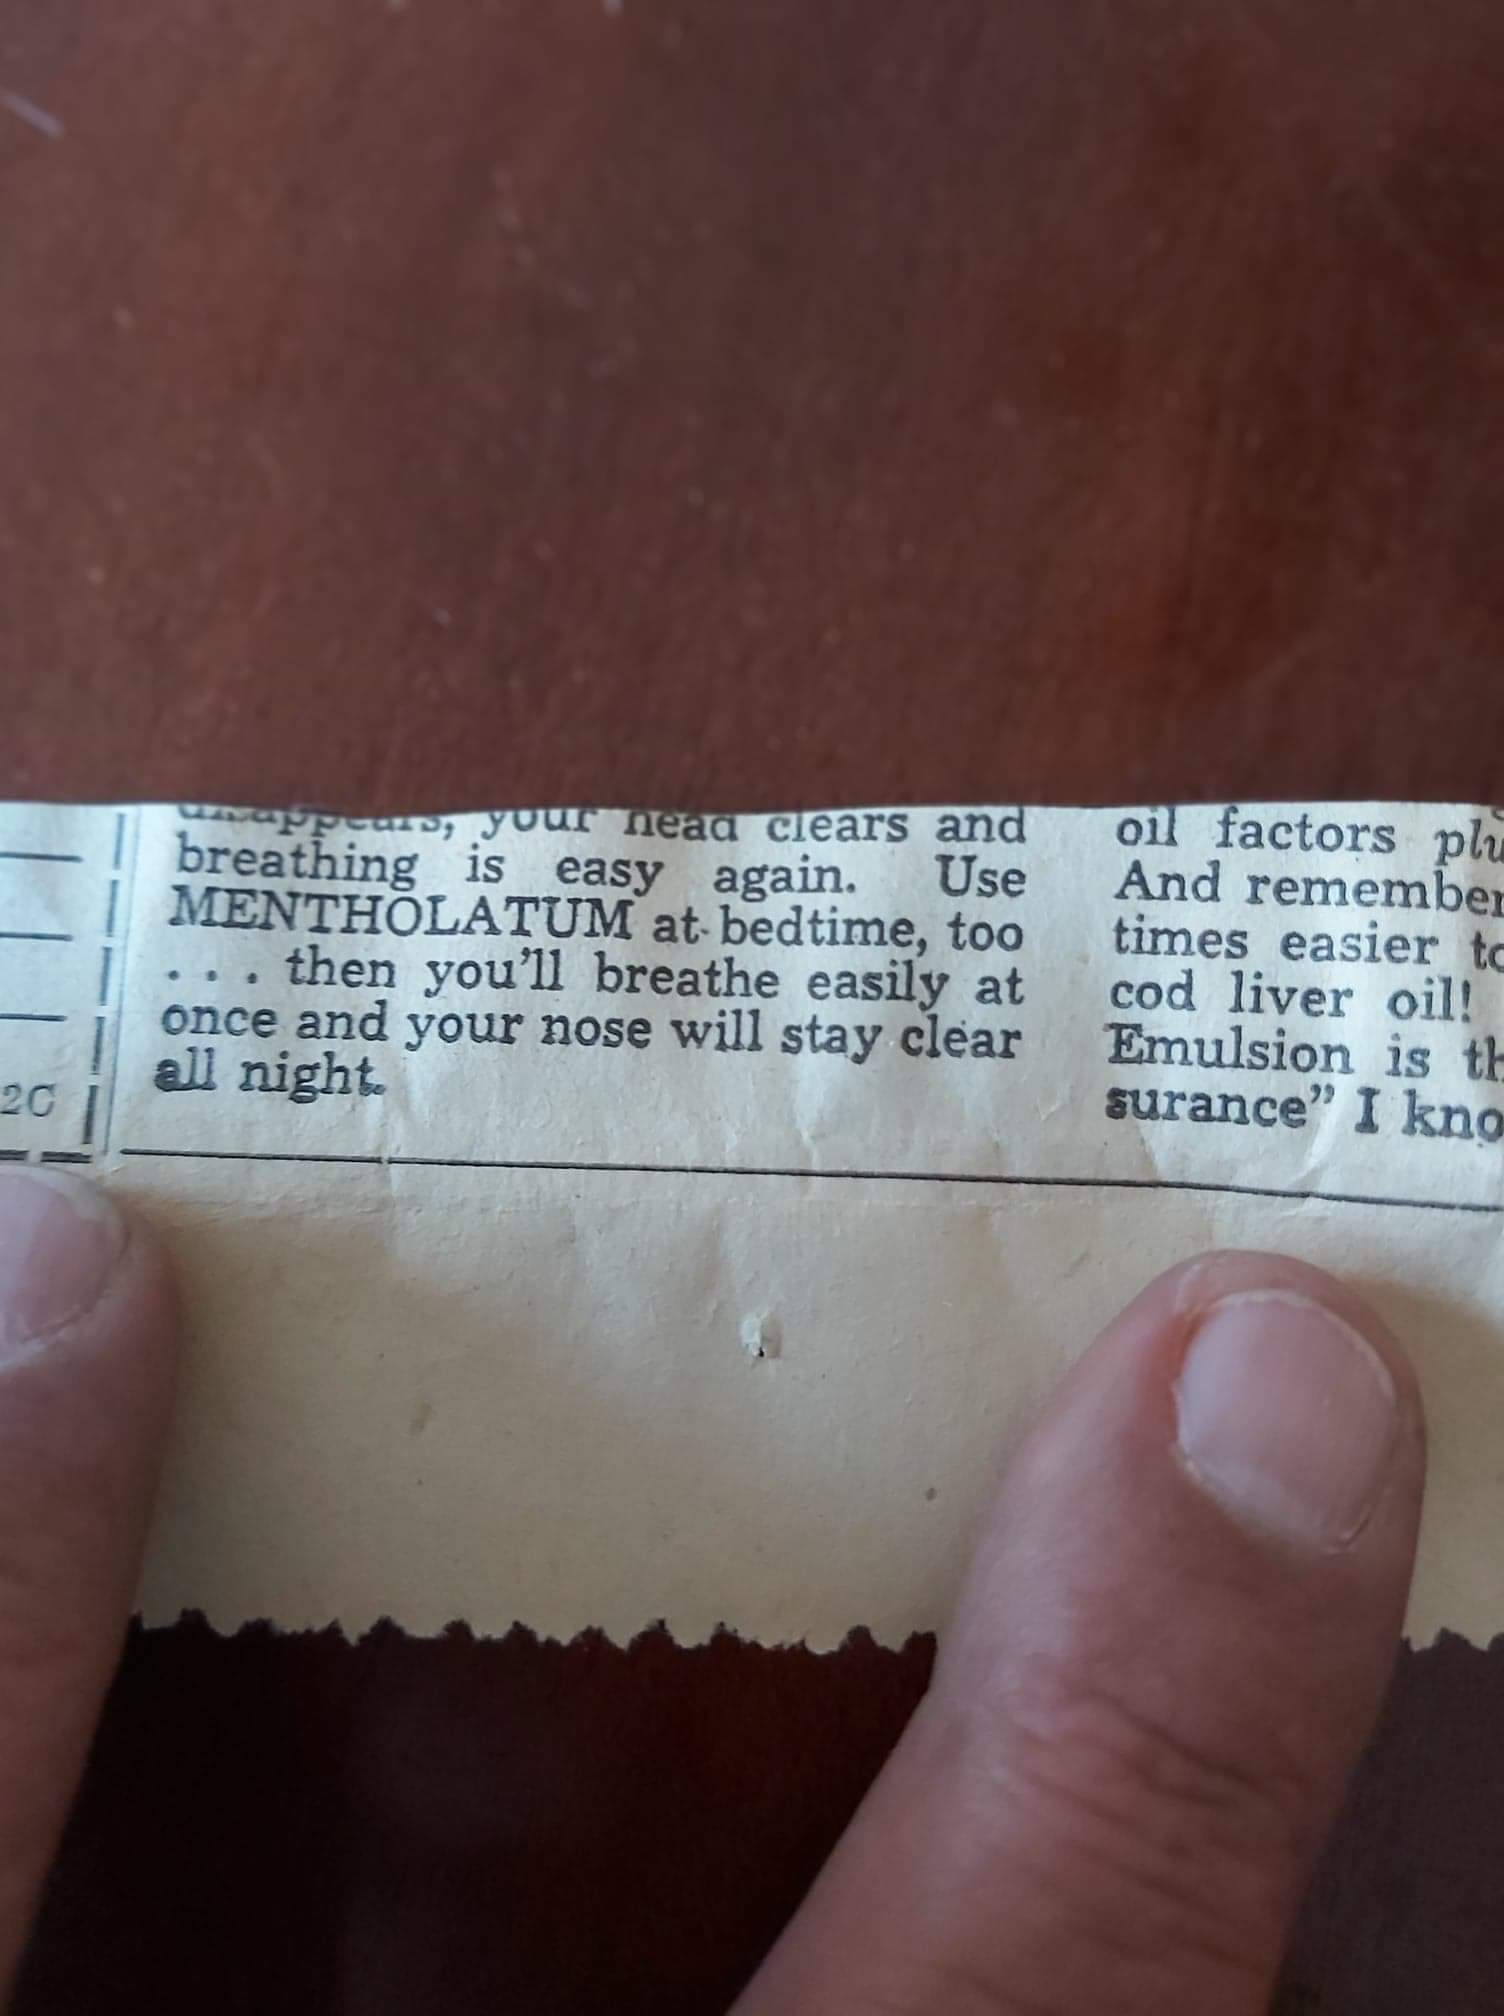 disappears, your head clears and
breathing is easy again. Use
MENTHOLATUM at bedtime, too
. . . then you'll breathe easily at
once and your nose will stay clear
all night.
oil factors
And remember
times easier
cod liver oil!
Emulsion is
surance" I
2C